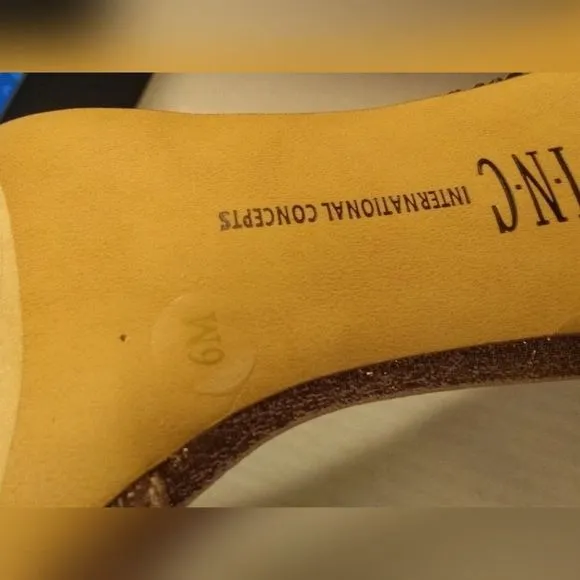 I·N·C
INTERNATIONAL CONCEPTS
6M